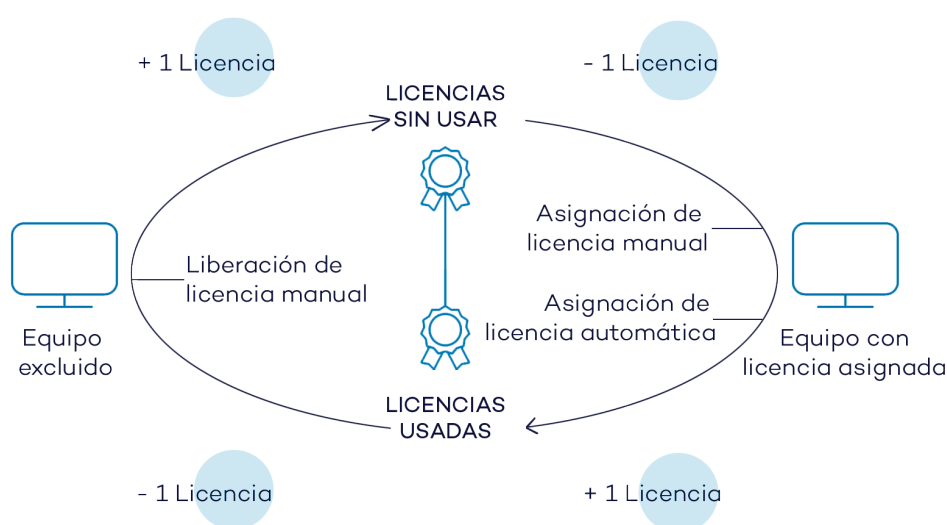 + 1 Licencia
- 1 Licencia
LICENCIAS
SIN USAR
Asignación de
licencia manual
Liberación de
licencia manual
Asignación de
licencia automática
Equipo
excluido
Equipo con
licencia asignada
LICENCIAS
USADAS
- 1 Licencia
+ 1 Licencia